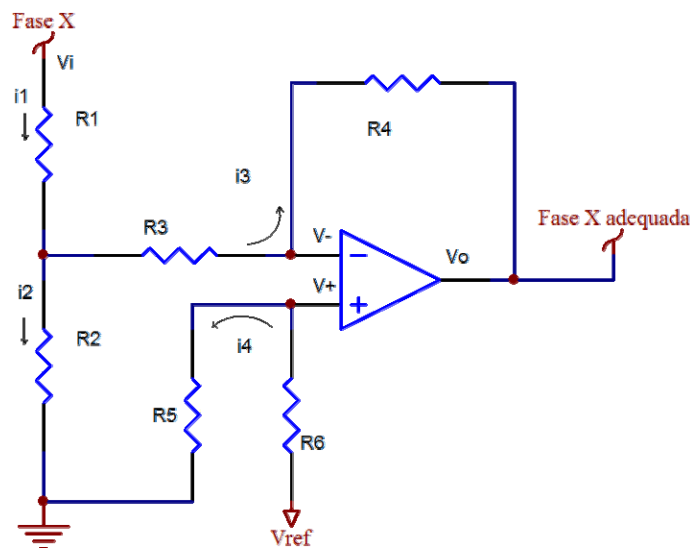 Fase X
Vi
i1
R1
R4
i3
R3
Fase X adequada
V-
Vo
V+
i2
R2
i4
R5
R6
Vref